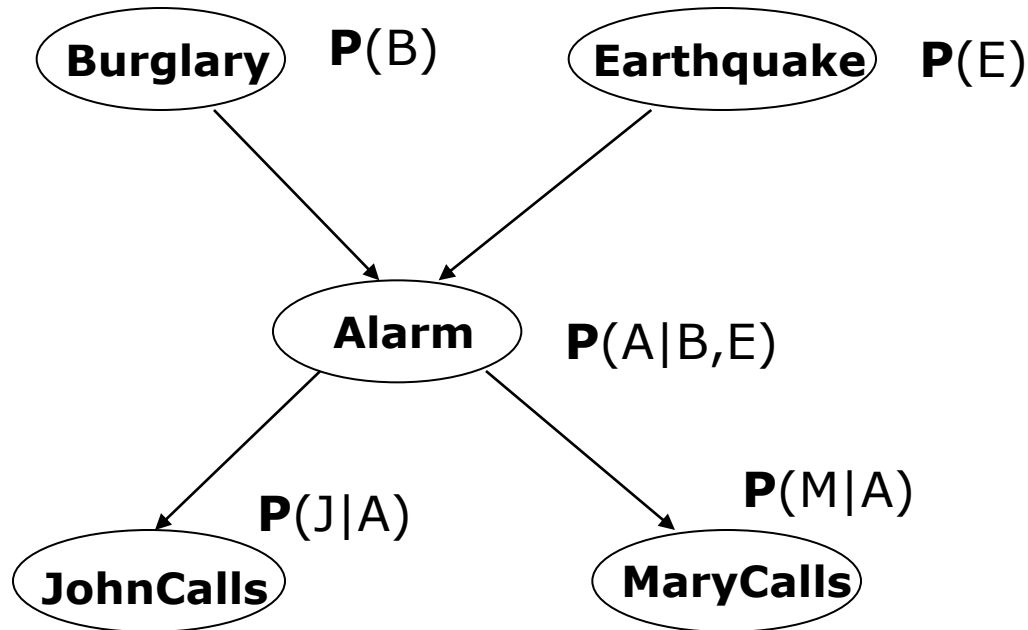 Burglary
P(B)
Earthquake
P(E)
Alarm
P(A|B,E)
P(J|A)
P(M|A)
JohnCalls
MaryCalls